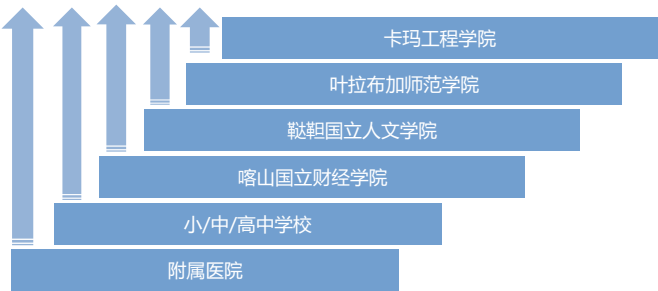 卡玛工程学院
叶拉布加师范学院
鞑靼国立人文学院
喀山国立财经学院
小/中/高中学校
附属医院